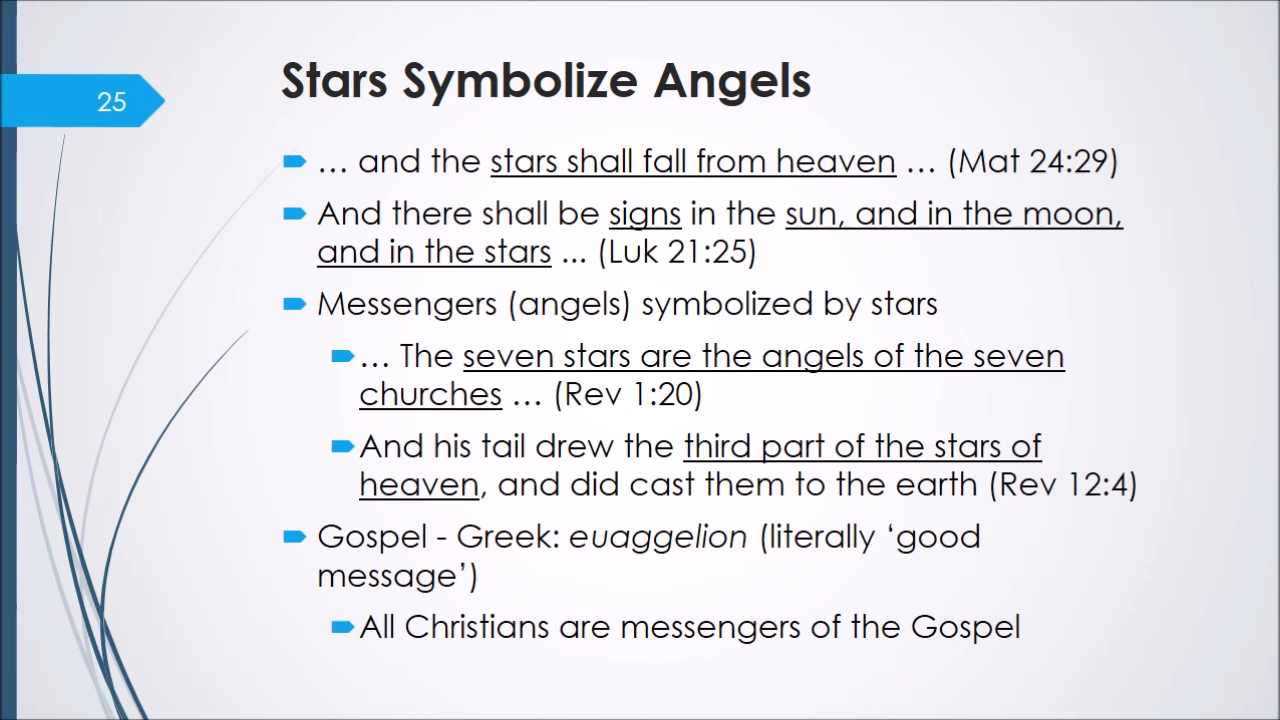 Stars Symbolize Angels
25
… and the stars shall fall from heaven … (Mat 24:29)
And there shall be signs in the sun, and in the moon,
and in the stars ... (Luk 21:25)
Messengers (angels) symbolized by stars
… The seven stars are the angels of the seven
churches … (Rev 1:20)
And his tail drew the third part of the stars of
heaven, and did cast them to the earth (Rev 12:4)
Gospel - Greek: euaggelion (literally ‘good
message’)
All Christians are messengers of the Gospel